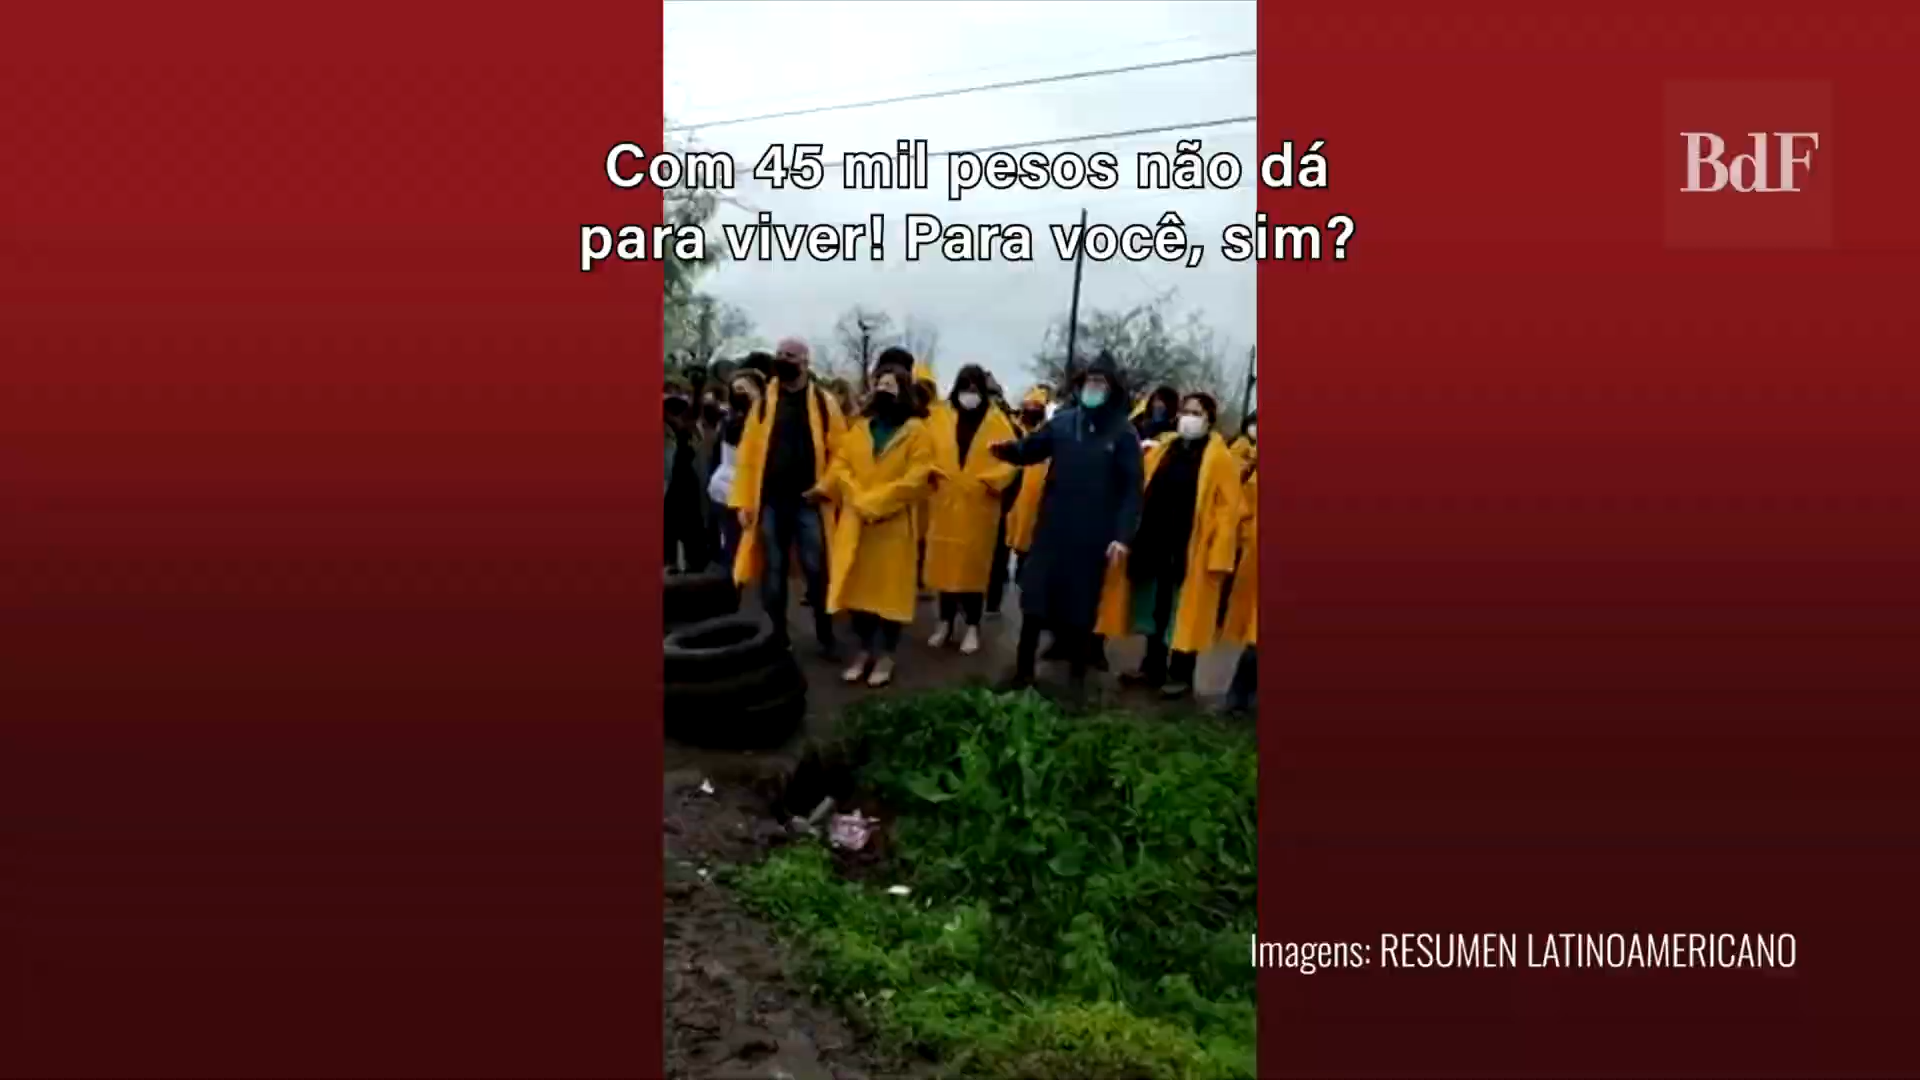 BdF
Com 45 mil pesos não dá
para viver! Para você, sim?
Imagens: RESUMEN LATINOAMERICANO